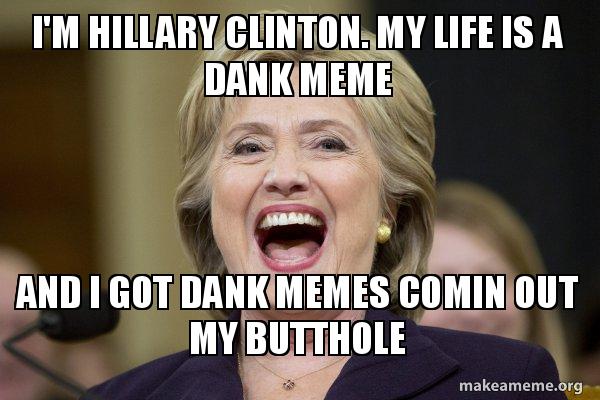 I'M HILLARY CLINTON. MY LIFE IS A
DANK MEME
AND I GOT DANK MEMES COMIN OUT
MY BUTTHOLE
makeameme.org